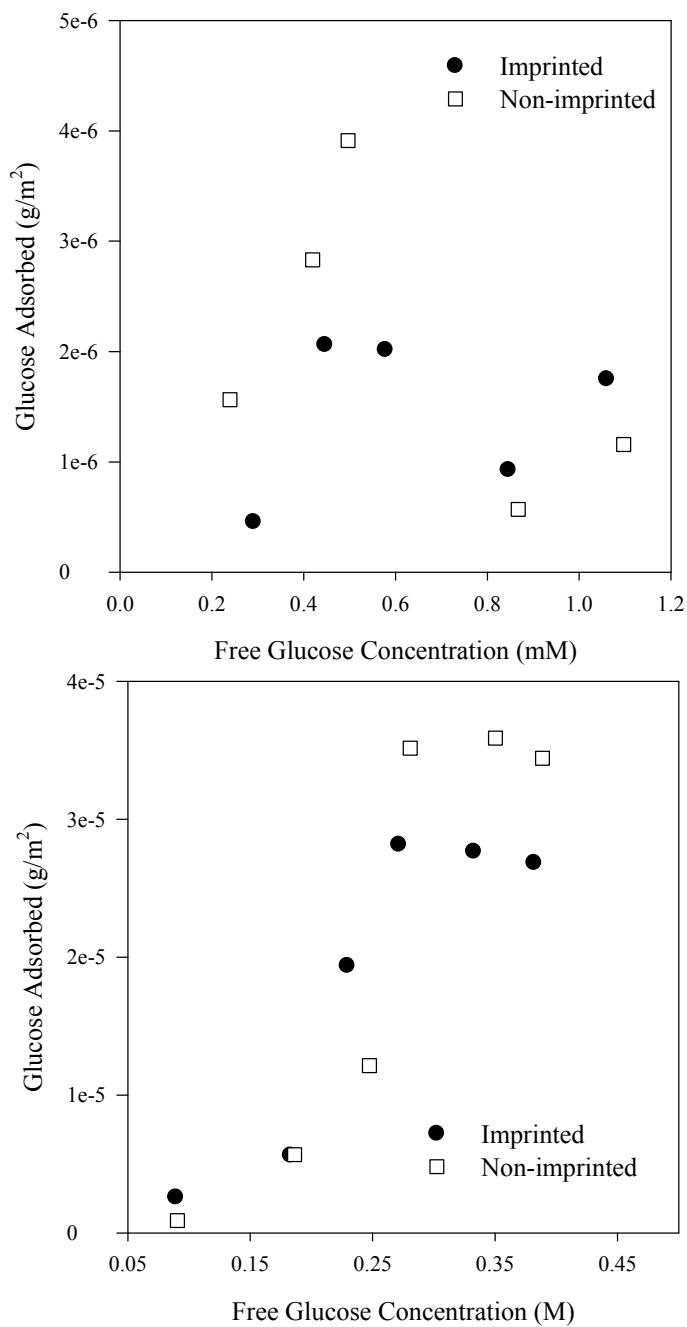 5e-6
Imprinted
Non-imprinted
4e-6
3e-6
2e-6
1e-6
0
Glucose Adsorbed (g/m²)
0.0 0.2 0.4 0.6 0.8 1.0 1.2
Free Glucose Concentration (mM)
4e-5
3e-5
2e-5
1e-5
0
Glucose Adsorbed (g/m²)
Imprinted
Non-imprinted
0.05 0.15 0.25 0.35 0.45
Free Glucose Concentration (M)